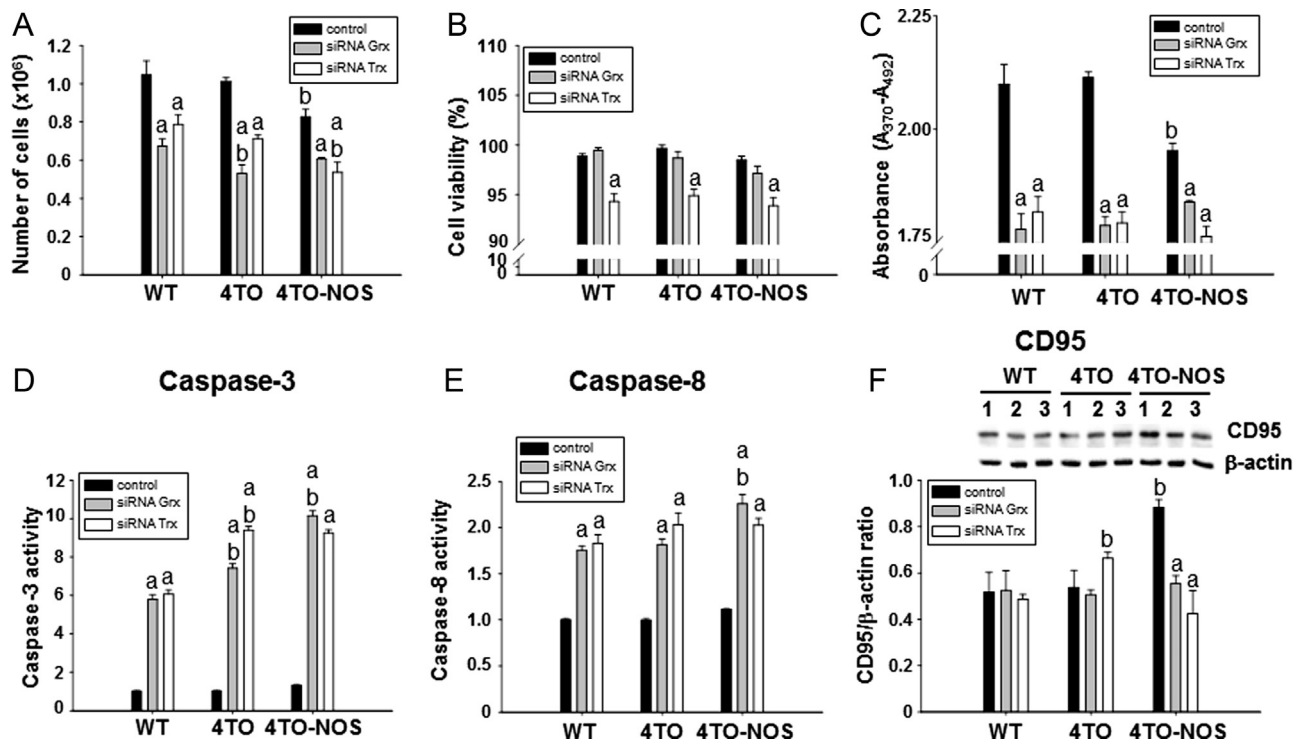 A
Number of cells (x10⁶)
1.2
1.0
0.8
0.6
0.4
0.2
0
control
siRNA Grx
siRNA Trx
a
a
a
b
a
b
a
a
b
WT 4TO 4TO-NOS
B
Cell viability (%)
110
105
100
95
90
10
0
control
siRNA Grx
siRNA Trx
a
a
a
WT 4TO 4TO-NOS
C
Absorbance (A₃₇₀-A₄₉₂)
2.25
2.00
1.75
0
control
siRNA Grx
siRNA Trx
a a
a a
b
a
a
WT 4TO 4TO-NOS
D Caspase-3
Caspase-3 activity
12
10
8
6
4
2
0
control
siRNA Grx
siRNA Trx
a a
a
b
a
b
a
b
a
WT 4TO 4TO-NOS
E Caspase-8
Caspase-8 activity
2.5
2.0
1.5
1.0
0.5
0
control
siRNA Grx
siRNA Trx
a a
a
a
a
b
a
WT 4TO 4TO-NOS
F CD95
WT 4TO 4TO-NOS
1 2 3 1 2 3 1 2 3
CD95
β-actin
CD95/β-actin ratio
1.0
0.8
0.6
0.4
0.2
0
control
siRNA Grx
siRNA Trx
b
b
a
a
WT 4TO 4TO-NOS